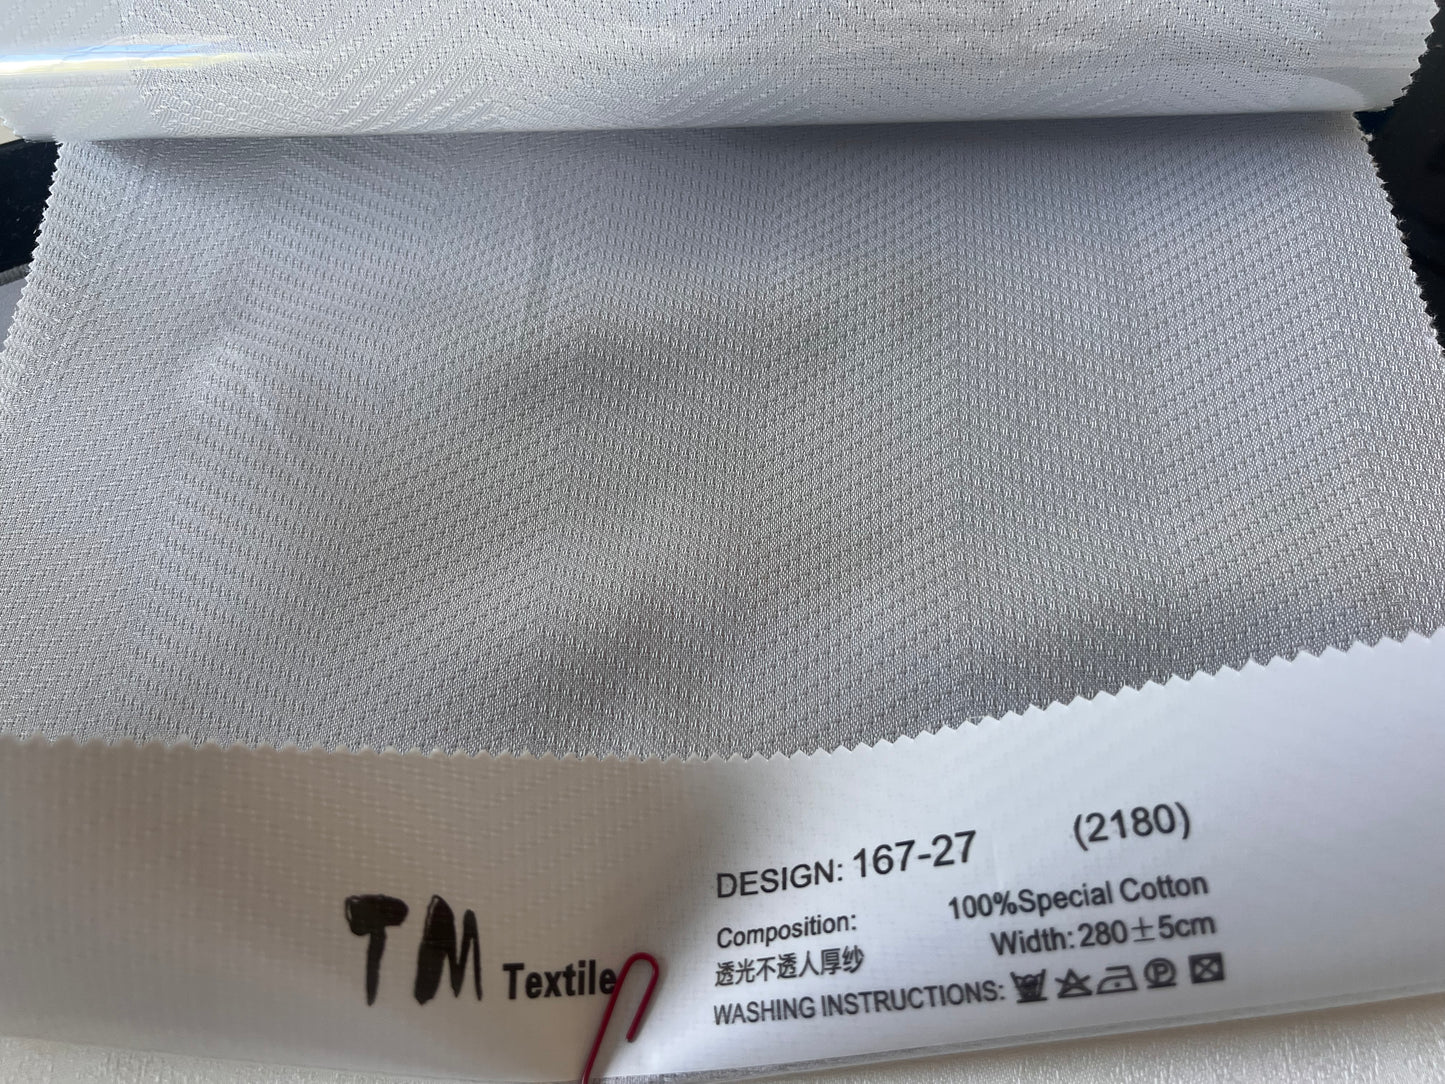 DESIGN: 167-27 (2180)
Composition: 100%Special Cotton
透光不透人厚纱 Width: 280±5cm
WASHING INSTRUCTIONS: P
TM Textile